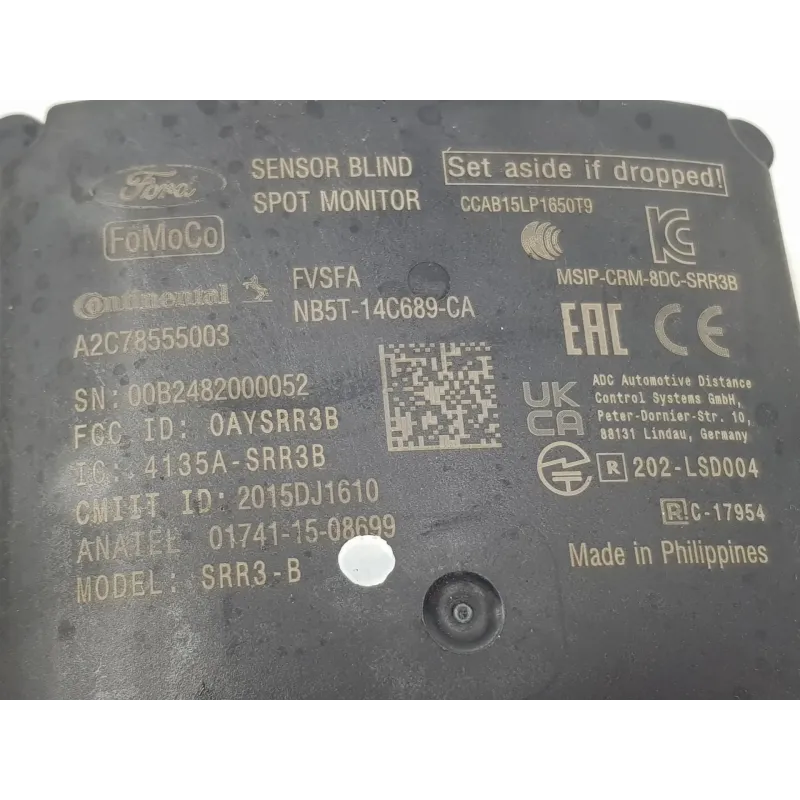 Ford
SENSOR BLIND
SPOT MONITOR
Set aside if dropped!
CCAB15LP1650T9
FoMoCo
MSIP-CRM-8DC-SRR3B
Continental
FVSFA
NB5T-14C689-CA
A2C78555003
EAC CE
SN: 00B2482000052
FCC ID: OAYSRR3B
IC: 4135A-SRR3B
CMIIT ID: 2015DJ1610
ANATEL 01741-15-08699
MODEL: SRR3-B
UK
CA
ADC Automotive Distance
Control Systems GmbH,
Peter-Dornier-Str. 10,
88131 Lindau, Germany
R 202-LSD004
R C-17954
Made in Philippines